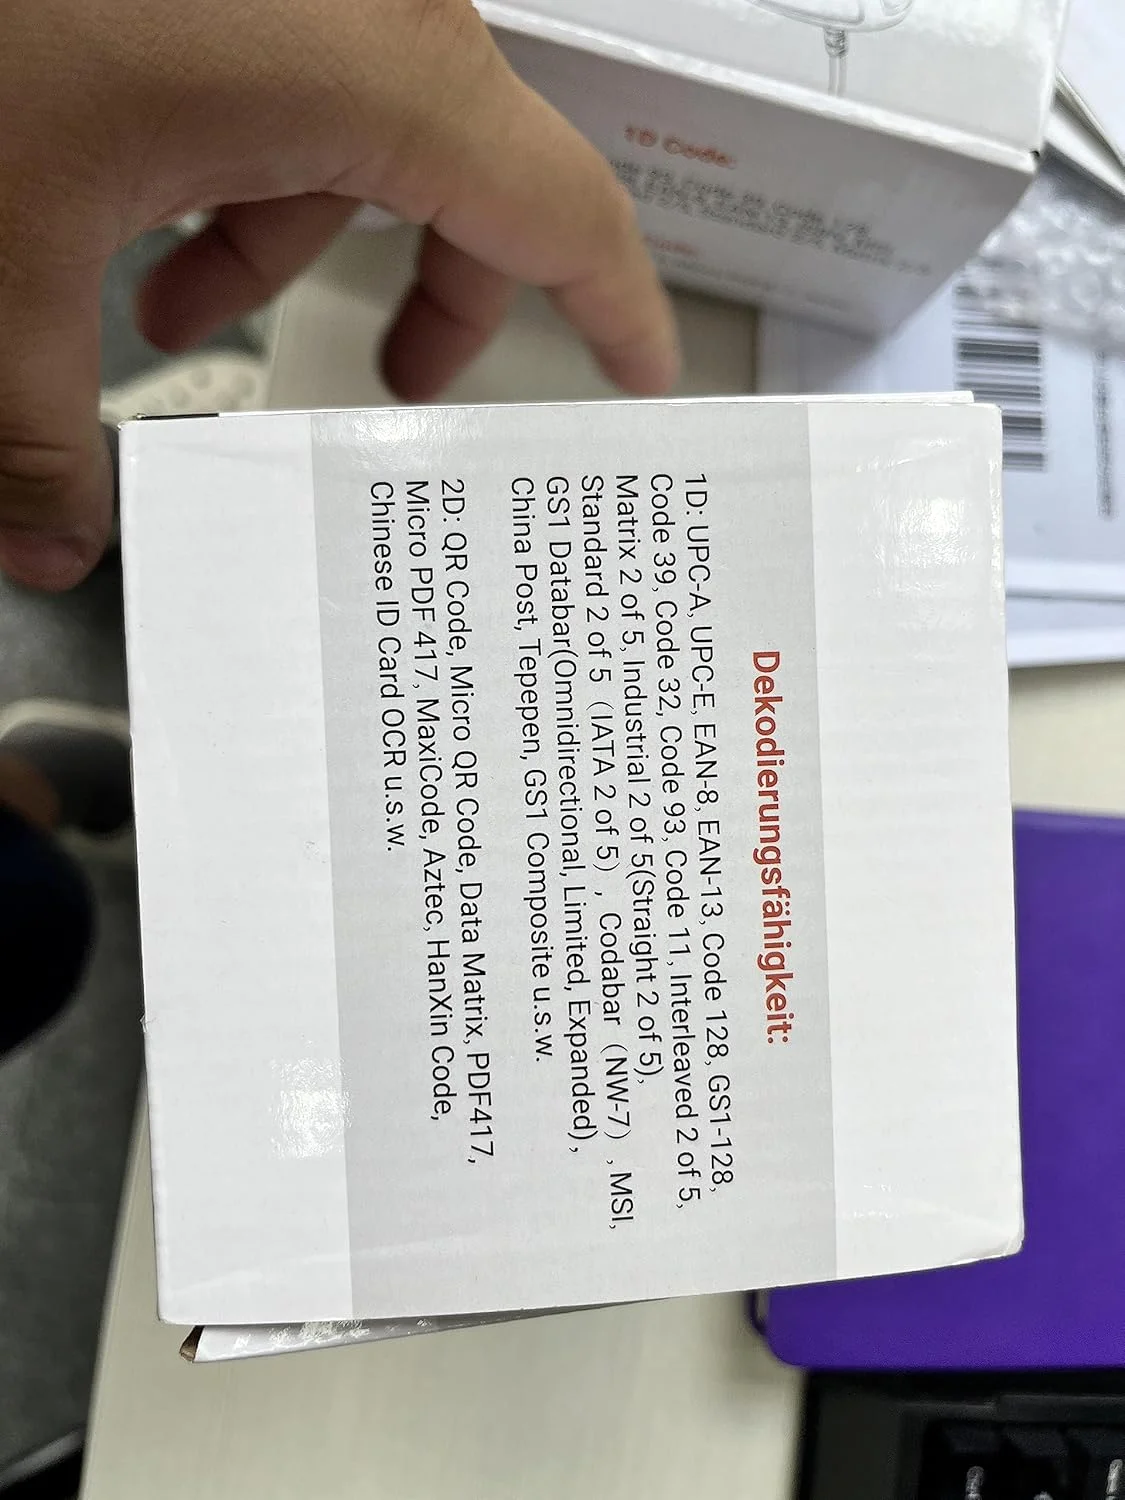 Dekodierungsfähigkeit:
1D: UPC-A, UPC-E, EAN-8, EAN-13, Code 128, GS1-128,
Code 39, Code 32, Code 93, Code 11, Interleaved 2 of 5,
Matrix 2 of 5, Industrial 2 of 5(Straight 2 of 5),
Standard 2 of 5（IATA 2 of 5）, Codabar（NW-7）, MSI,
GS1 Databar(Omnidirectional, Limited, Expanded),
China Post, Tepepen, GS1 Composite u.s.w.
2D: QR Code, Micro QR Code, Data Matrix, PDF417,
Micro PDF 417, MaxiCode, Aztec, HanXin Code,
Chinese ID Card OCR u.s.w.
1D Code: